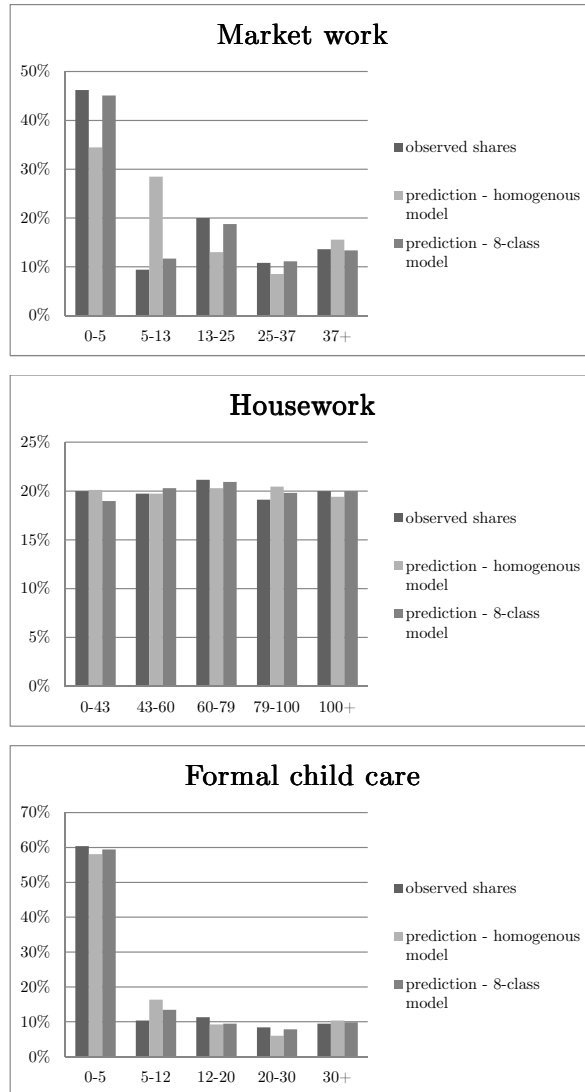 Market work
50%
40%
30%
20%
10%
0%
0-5 5-13 13-25 25-37 37+
observed shares
prediction - homogenous
model
prediction - 8-class
model
Housework
25%
20%
15%
10%
5%
0%
0-43 43-60 60-79 79-100 100+
observed shares
prediction - homogenous
model
prediction - 8-class
model
Formal child care
70%
60%
50%
40%
30%
20%
10%
0%
0-5 5-12 12-20 20-30 30+
observed shares
prediction - homogenous
model
prediction - 8-class
model